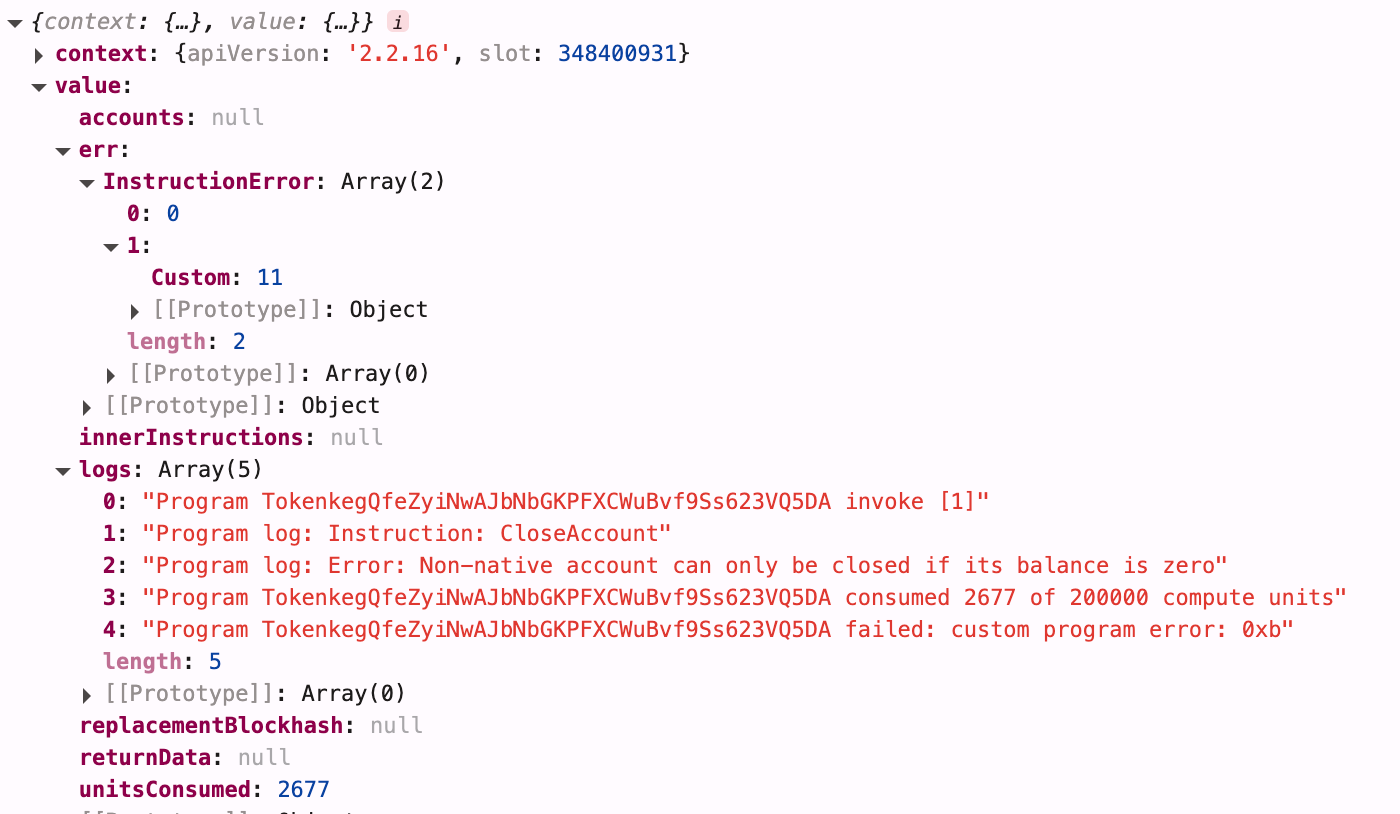 {context: {…}, value: {…}} i
context: {apiVersion: '2.2.16', slot: 348400931}
value:
accounts: null
err:
InstructionError: Array(2)
0: 0
1:
Custom: 11
[[Prototype]]: Object
length: 2
[[Prototype]]: Array(0)
[[Prototype]]: Object
innerInstructions: null
logs: Array(5)
0: "Program TokenkegQfeZyiNwAJbNbGKPFXCWuBvf9Ss623VQ5DA invoke [1]"
1: "Program log: Instruction: CloseAccount"
2: "Program log: Error: Non-native account can only be closed if its balance is zero"
3: "Program TokenkegQfeZyiNwAJbNbGKPFXCWuBvf9Ss623VQ5DA consumed 2677 of 200000 compute units"
4: "Program TokenkegQfeZyiNwAJbNbGKPFXCWuBvf9Ss623VQ5DA failed: custom program error: 0xb"
length: 5
[[Prototype]]: Array(0)
replacementBlockhash: null
returnData: null
unitsConsumed: 2677